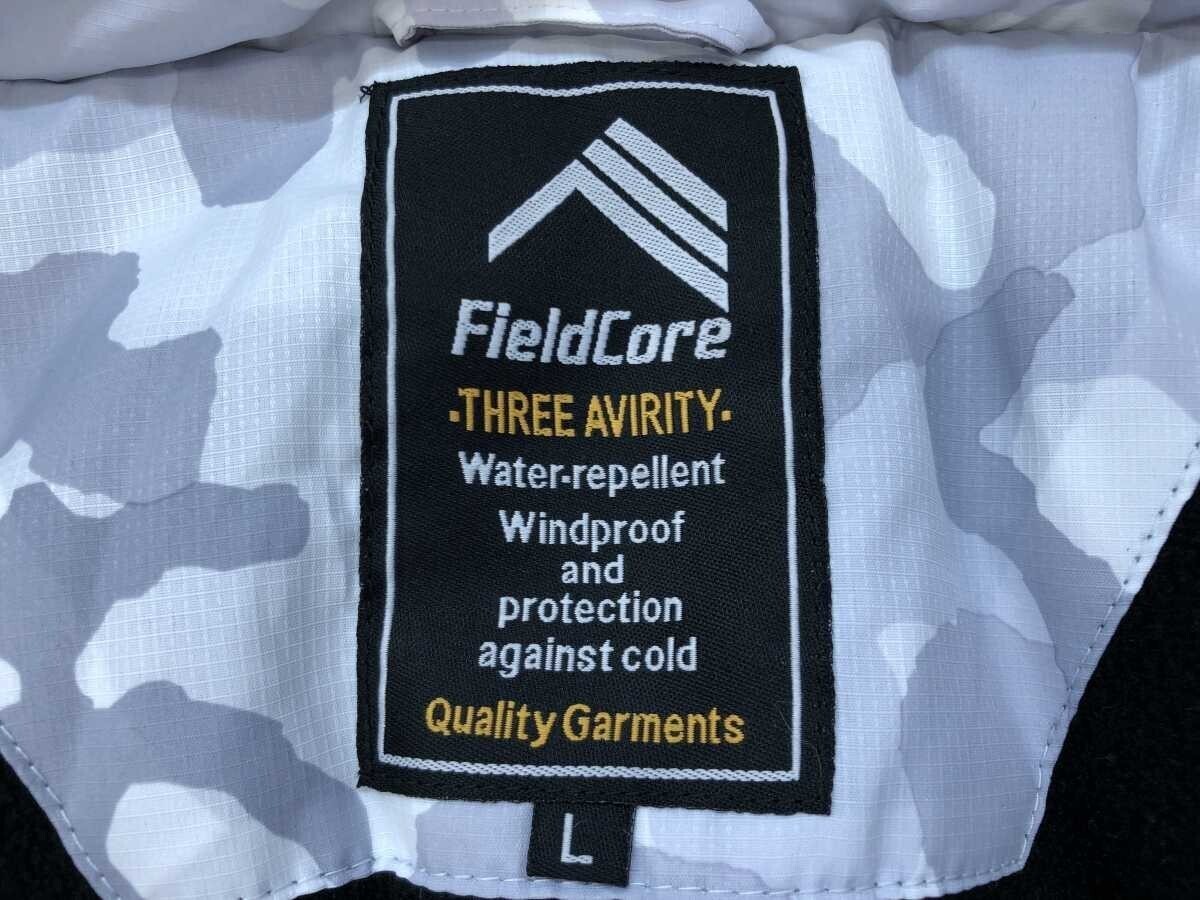 FieldCore
·THREE AVIRITY·
Water-repellent
Windproof
and
protection
against cold
Quality Garments
L